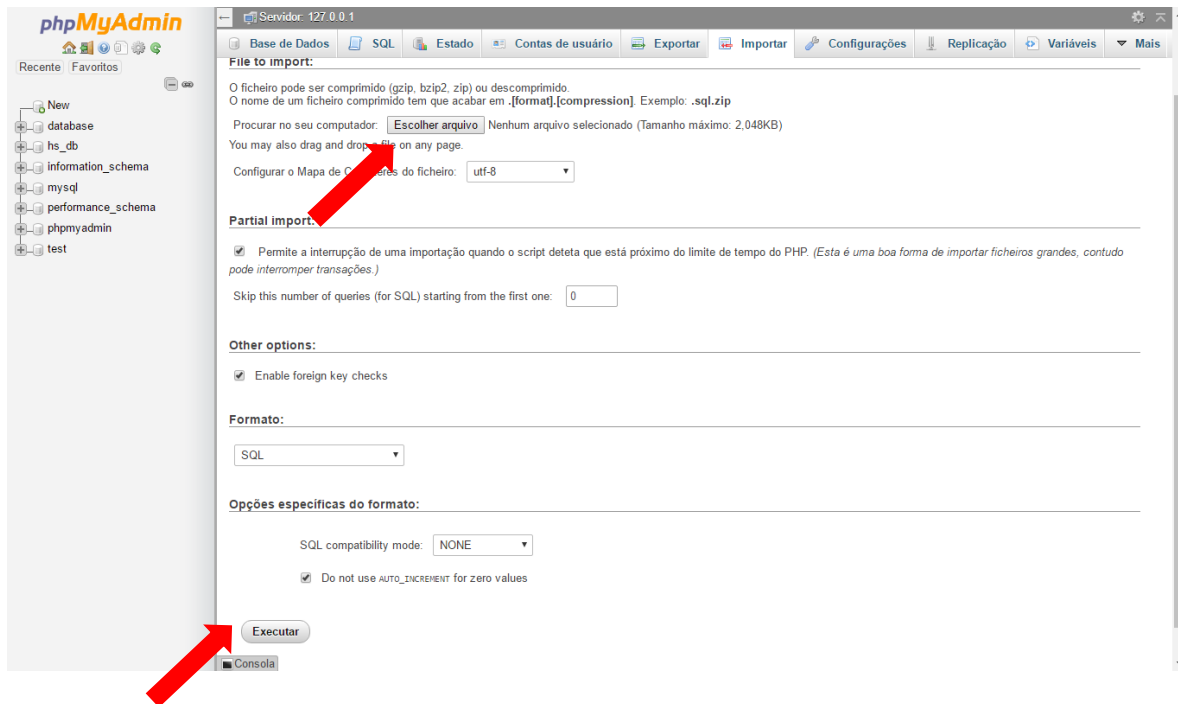 phpMyAdmin
Recente Favoritos
New
database
hs_db
information_schema
mysql
performance_schema
phpmyadmin
test
Servidor: 127.0.0.1
Base de Dados SQL Estado Contas de usuário Exportar Importar Configurações Replicação Variáveis Mais
File to import:
O ficheiro pode ser comprimido (gzip, bzip2, zip) ou descomprimido.
O nome de um ficheiro comprimido tem que acabar em .[format].[compression]. Exemplo: .sql.zip
Procurar no seu computador: Escolher arquivo Nenhum arquivo selecionado (Tamanho máximo: 2,048KB)
You may also drag and drop a file on any page.
Configurar o Mapa de do ficheiro: utf-8
Partial import:
Permite a interrupção de uma importação quando o script deteta que está próximo do limite de tempo do PHP. (Esta é uma boa forma de importar ficheiros grandes, contudo
pode interromper transações.)
Skip this number of queries (for SQL) starting from the first one: 0
Other options:
Enable foreign key checks
Formato:
SQL
Opções específicas do formato:
SQL compatibility mode: NONE
Do not use AUTO_INCREMENT for zero values
Executar
Consola